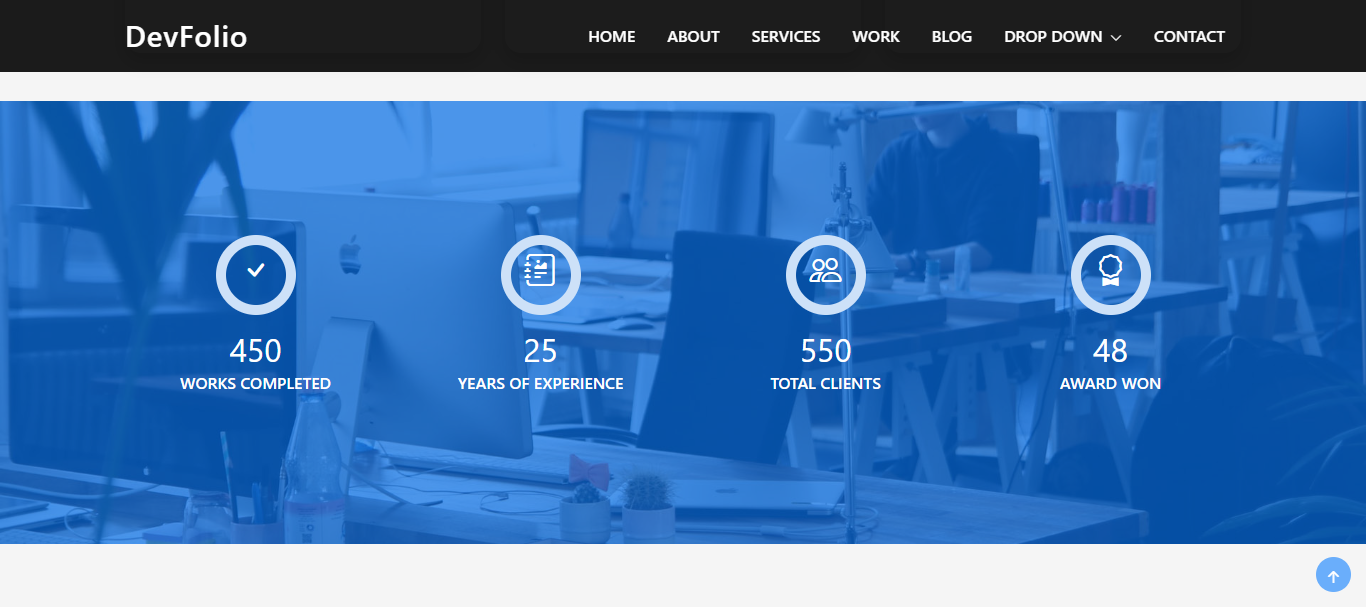 DevFolio
HOME ABOUT SERVICES WORK BLOG DROP DOWN CONTACT
450
WORKS COMPLETED
25
YEARS OF EXPERIENCE
550
TOTAL CLIENTS
48
AWARD WON